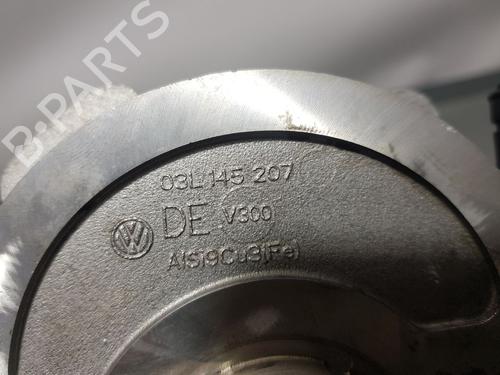 B-PARTS
03L 145 207
DE V300
AlSi9Cu3(Fe)